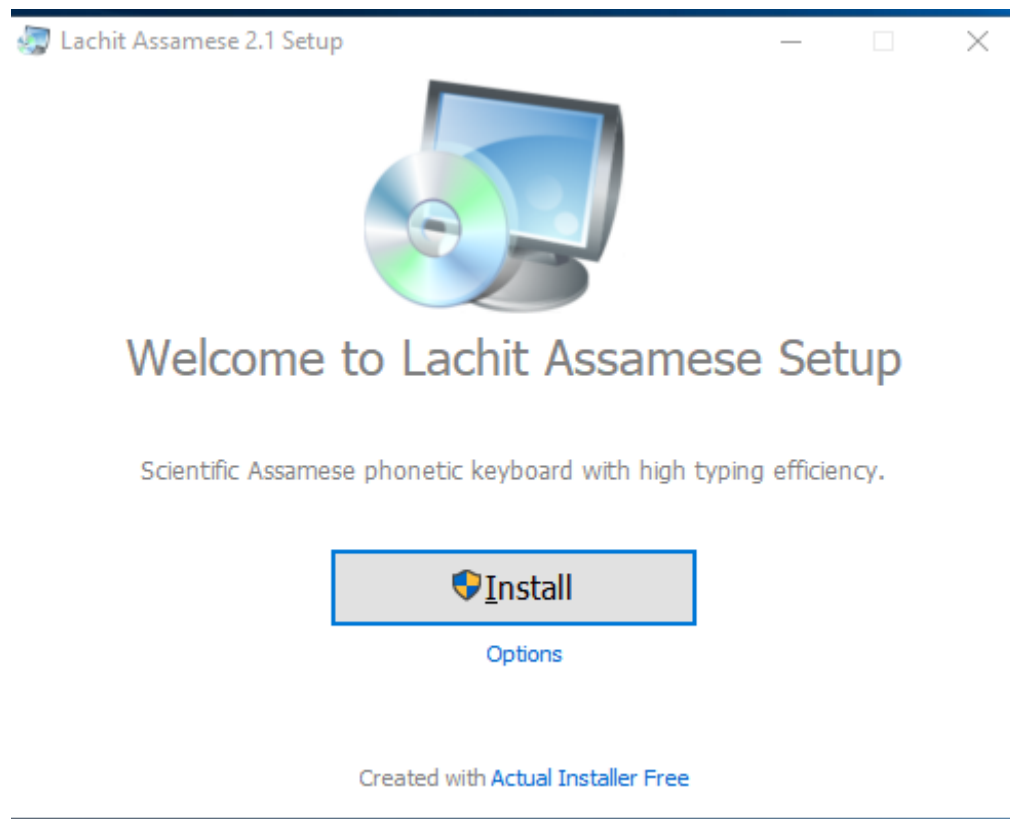 Lachit Assamese 2.1 Setup
Welcome to Lachit Assamese Setup
Scientific Assamese phonetic keyboard with high typing efficiency.
Install
Options
Created with Actual Installer Free